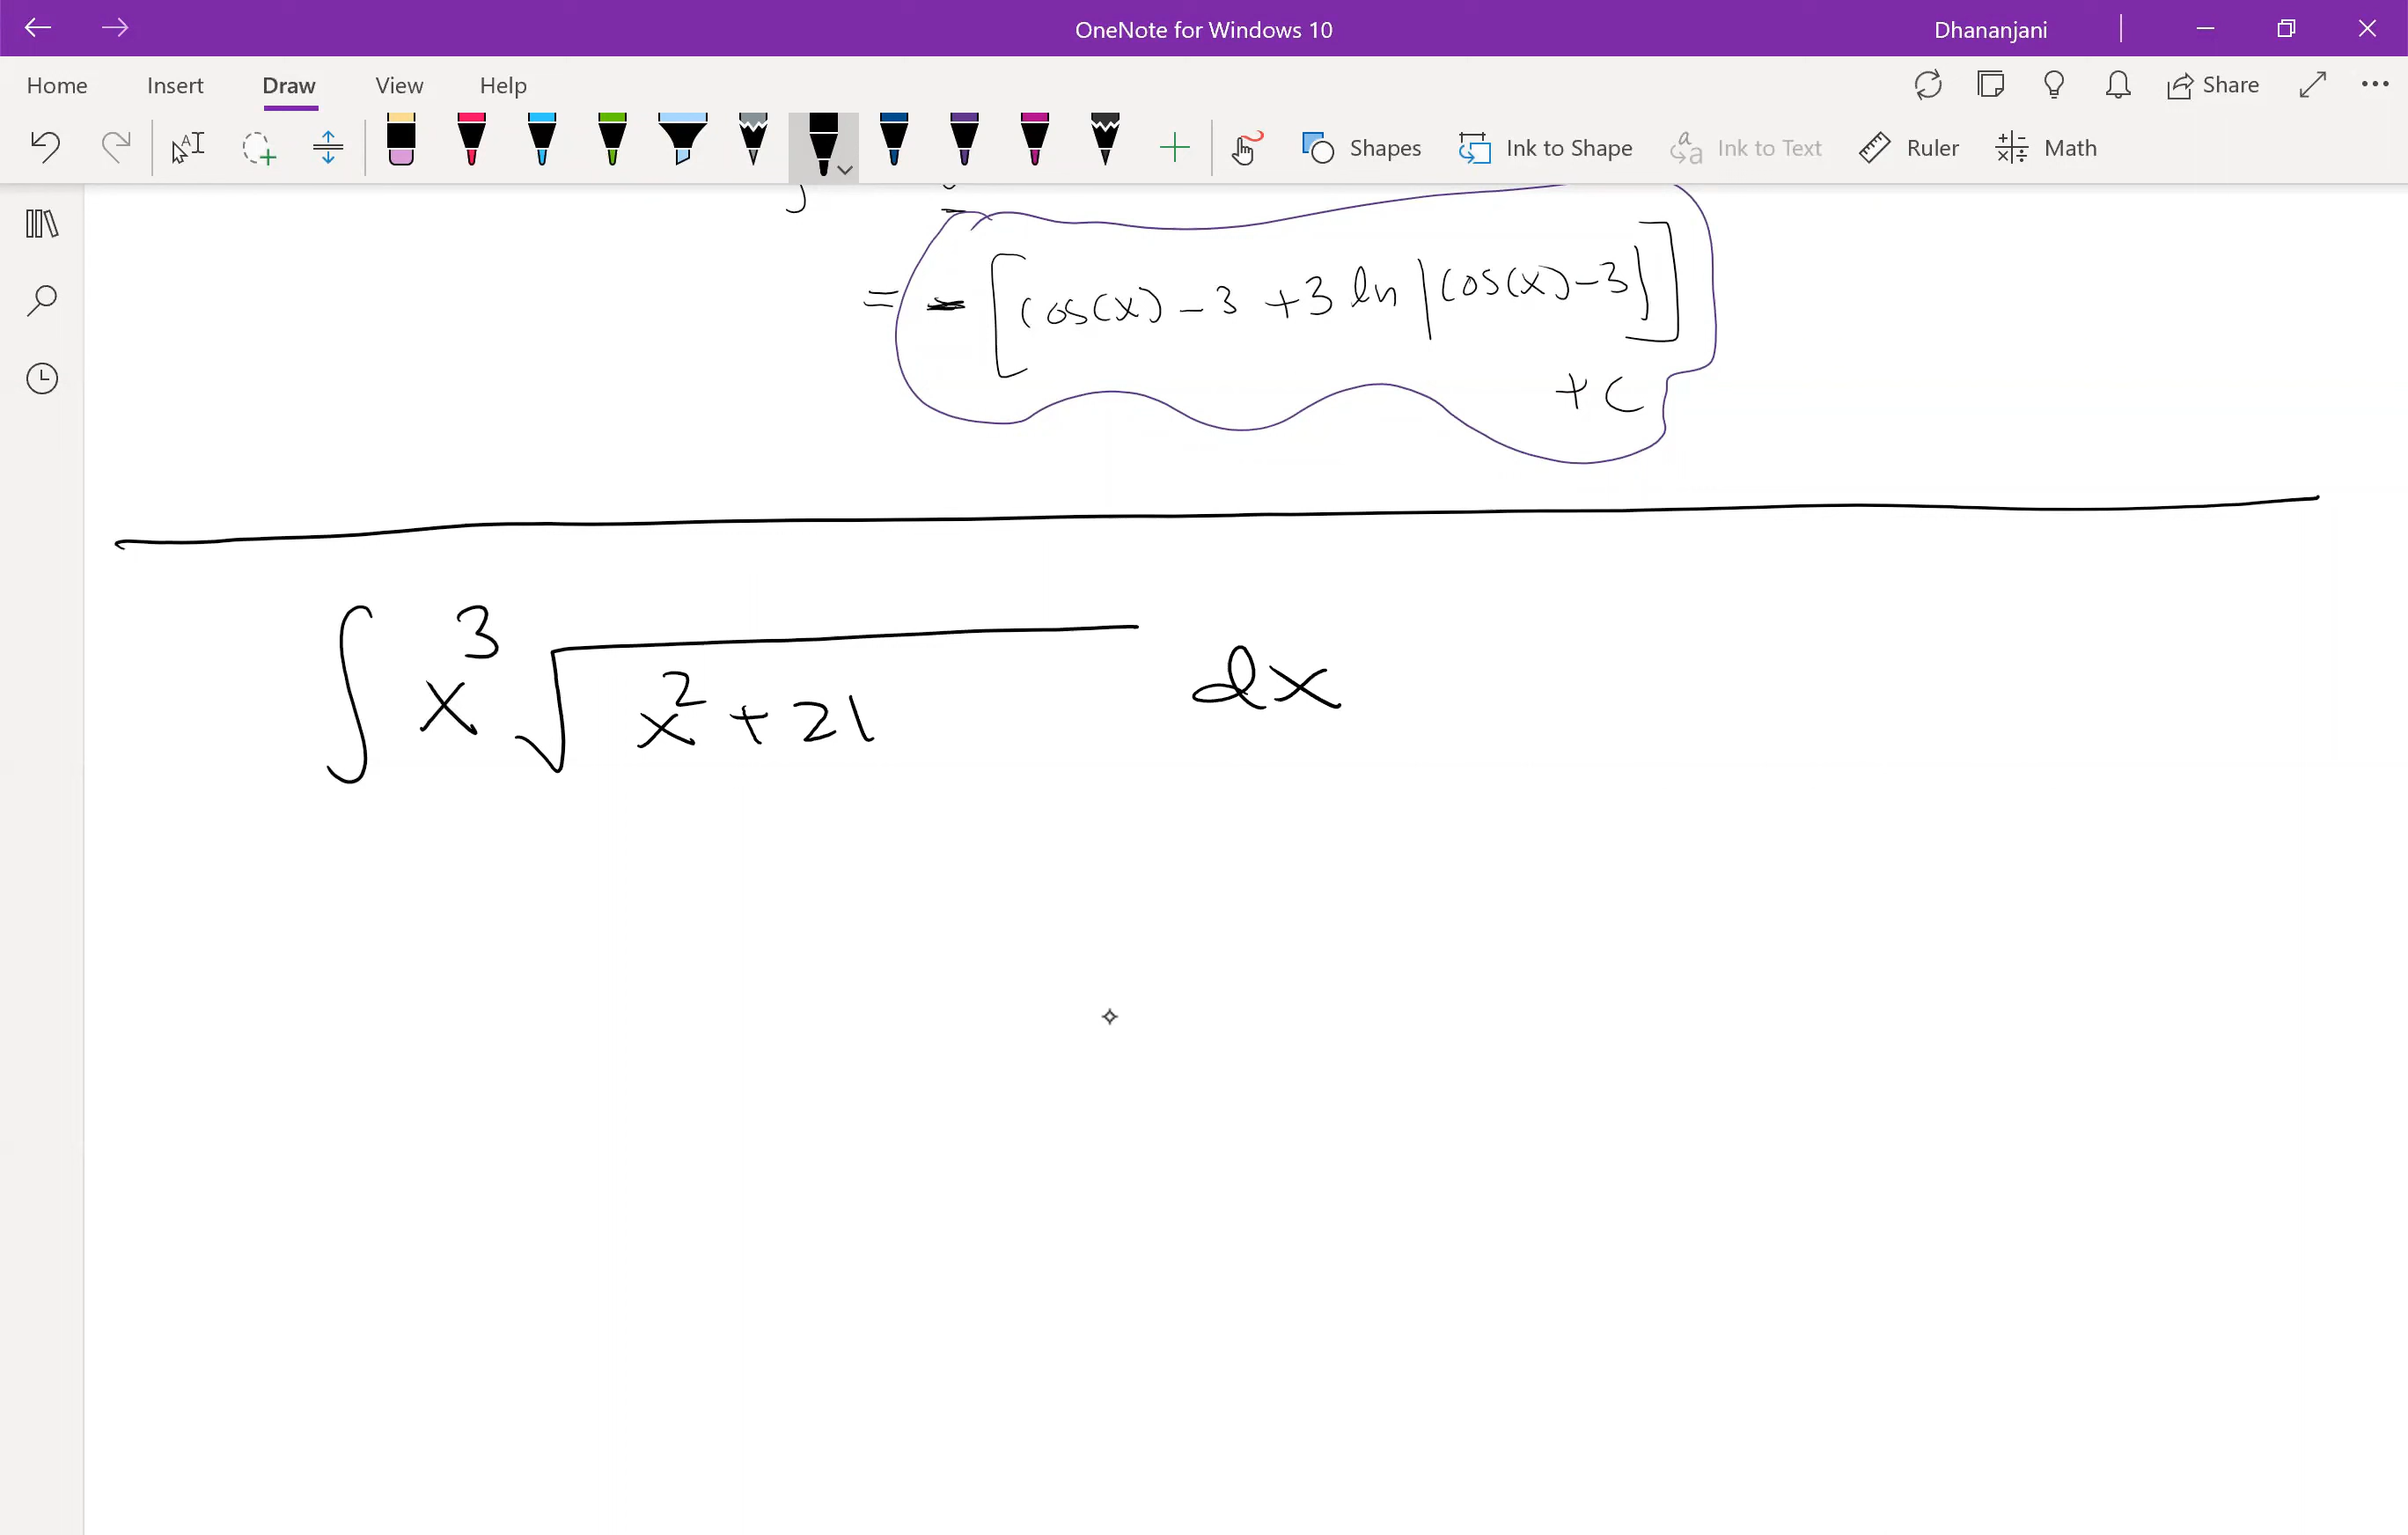 OneNote for Windows 10 Dhananjani
Home Insert Draw View Help Share
Shapes Ink to Shape Ink to Text Ruler Math
= - [cos(x) - 3 + 3 ln |cos(x) - 3|]
+ C
∫ x³ √(x² + 21) dx